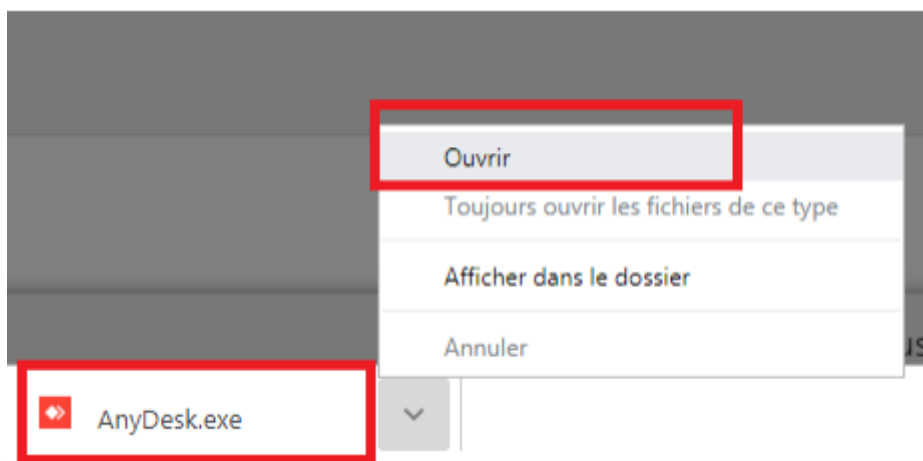 Ouvrir
Toujours ouvrir les fichiers de ce type
Afficher dans le dossier
Annuler
AnyDesk.exe